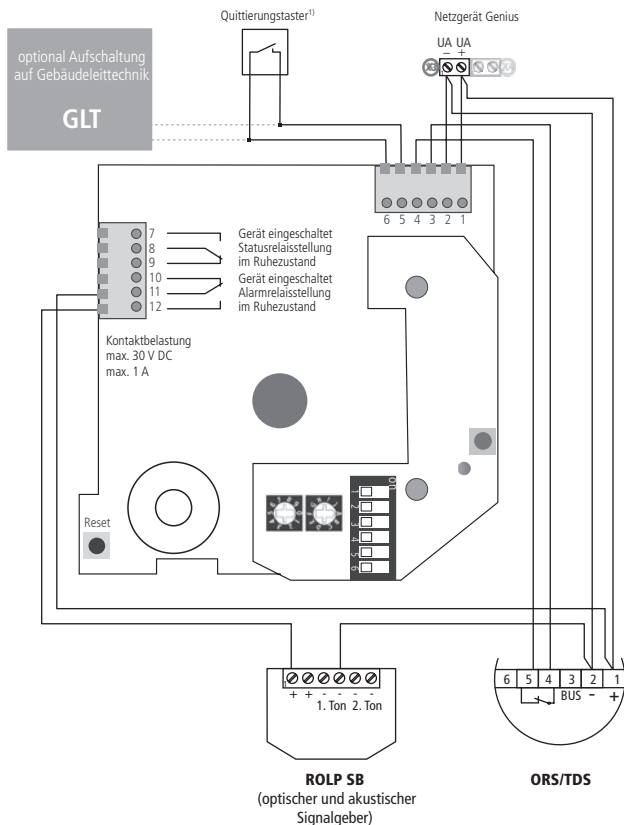 Quittierungstaster¹⁾
Netzgerät Genius
optional Aufschaltung
auf Gebäudeleittechnik
GLT
UA UA
– +
X3
X3
6 5 4 3 2 1
7
8
9
10
11
12
Gerät eingeschaltet
Statusrelaisstellung
im Ruhezustand
Gerät eingeschaltet
Alarmrelaisstellung
im Ruhezustand
Kontaktbelastung
max. 30 V DC
max. 1 A
Reset
ON
1
2
3
4
5
6
1
+ + - - - -
1. Ton 2. Ton
6 5 4 3 2 1
BUS - +
ROLP SB
(optischer und akustischer
Signalgeber)
ORS/TDS